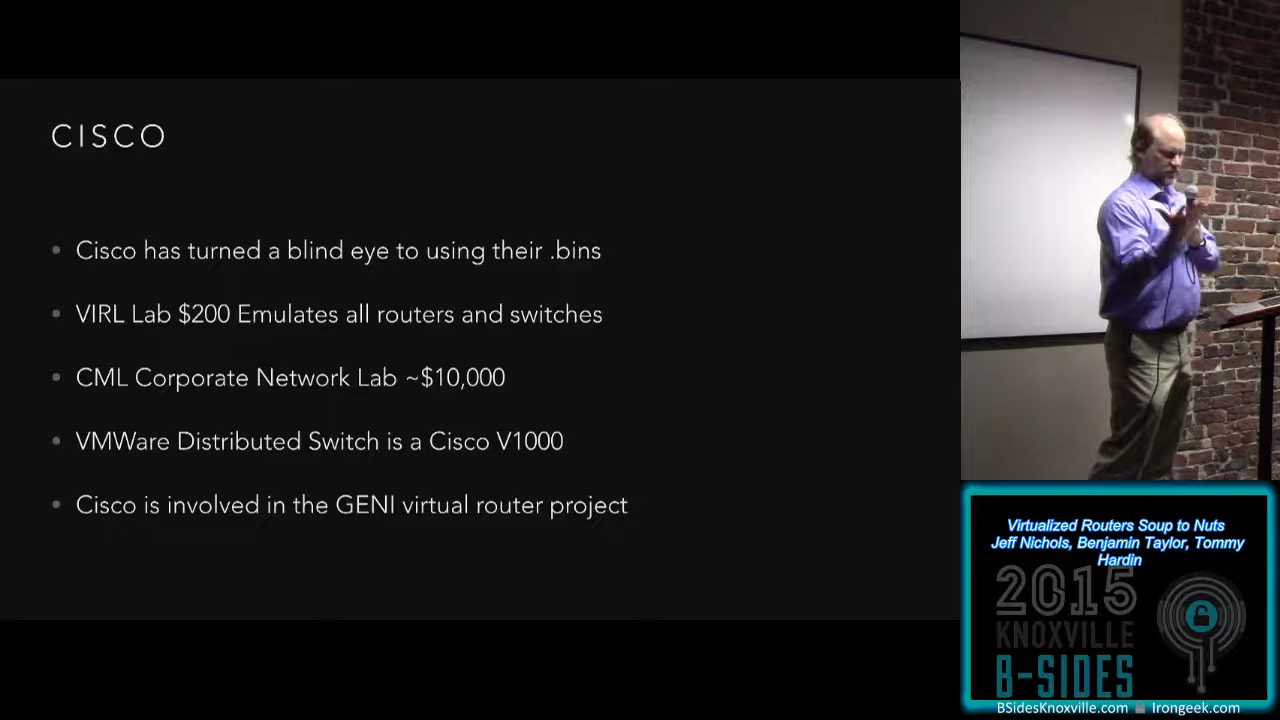 CISCO
Cisco has turned a blind eye to using their .bins
VIRL Lab $200 Emulates all routers and switches
CML Corporate Network Lab ~$10,000
VMWare Distributed Switch is a Cisco V1000
Cisco is involved in the GENI virtual router project
Virtualized Routers Soup to Nuts
Jeff Nichols, Benjamin Taylor, Tommy
Hardin
2015
KNOXVILLE
B-SIDES
BSidesKnoxville.com
Irongeek.com